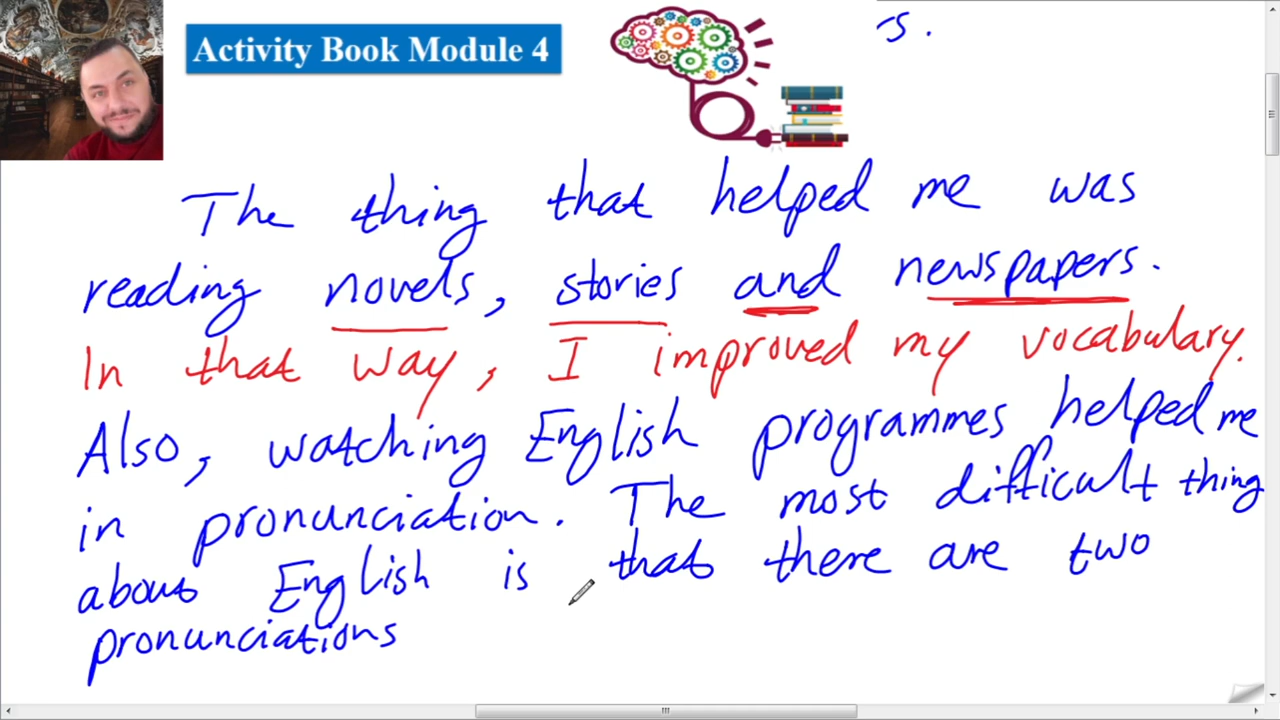 Activity Book Module 4
rs.
The thing that helped me was
reading novels, stories and newspapers.
In that way, I improved my vocabulary.
Also, watching English programmes helped me
in pronunciation. The most difficult thing
about English is that there are two
pronunciations